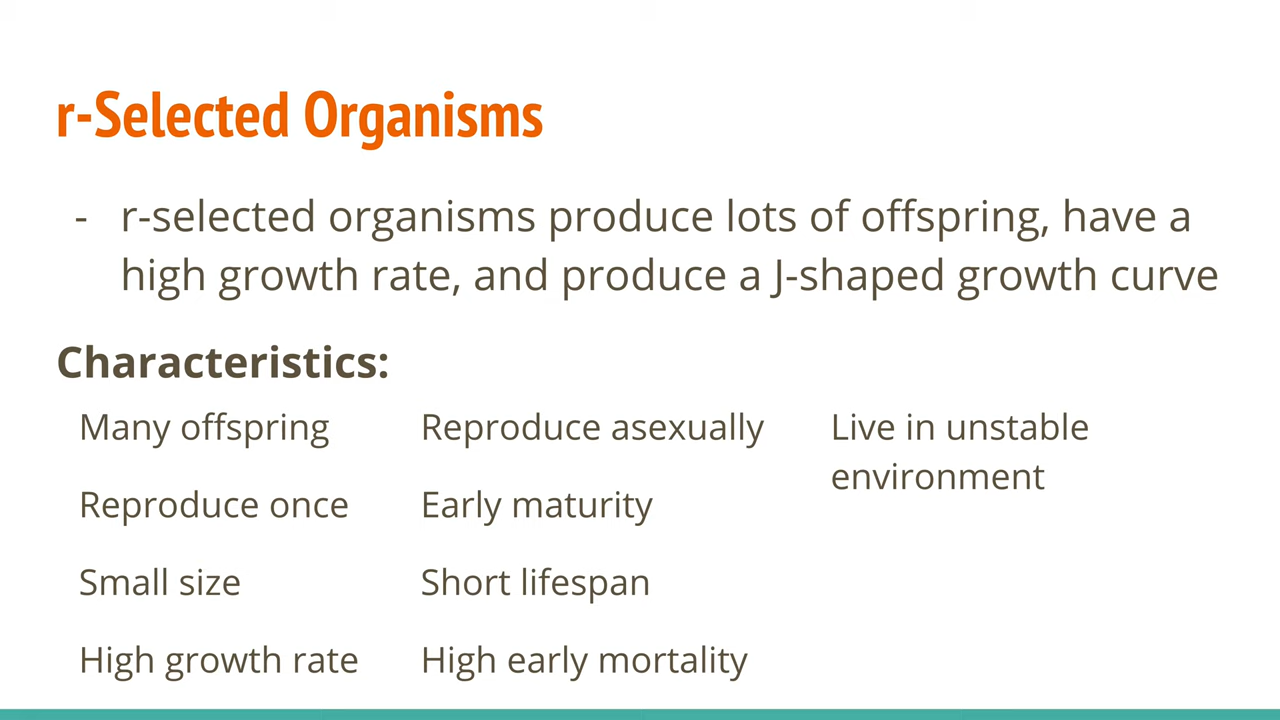 r-Selected Organisms
- r-selected organisms produce lots of offspring, have a
high growth rate, and produce a J-shaped growth curve
Characteristics:
Many offspring
Reproduce once
Small size
High growth rate
Reproduce asexually
Early maturity
Short lifespan
High early mortality
Live in unstable
environment